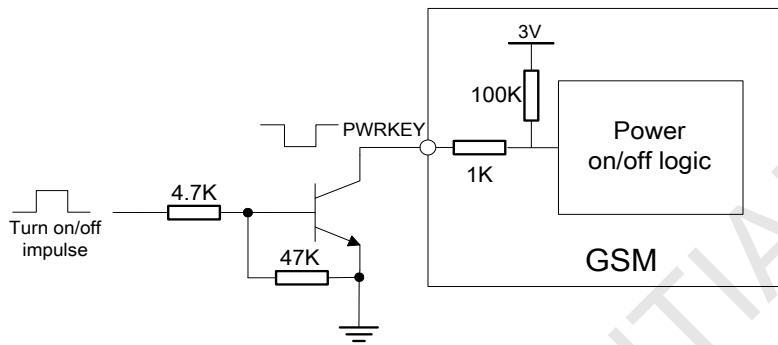 3V
100K
PWRKEY
Power
on/off logic
1K
4.7K
Turn on/off
impulse
47K
GSM